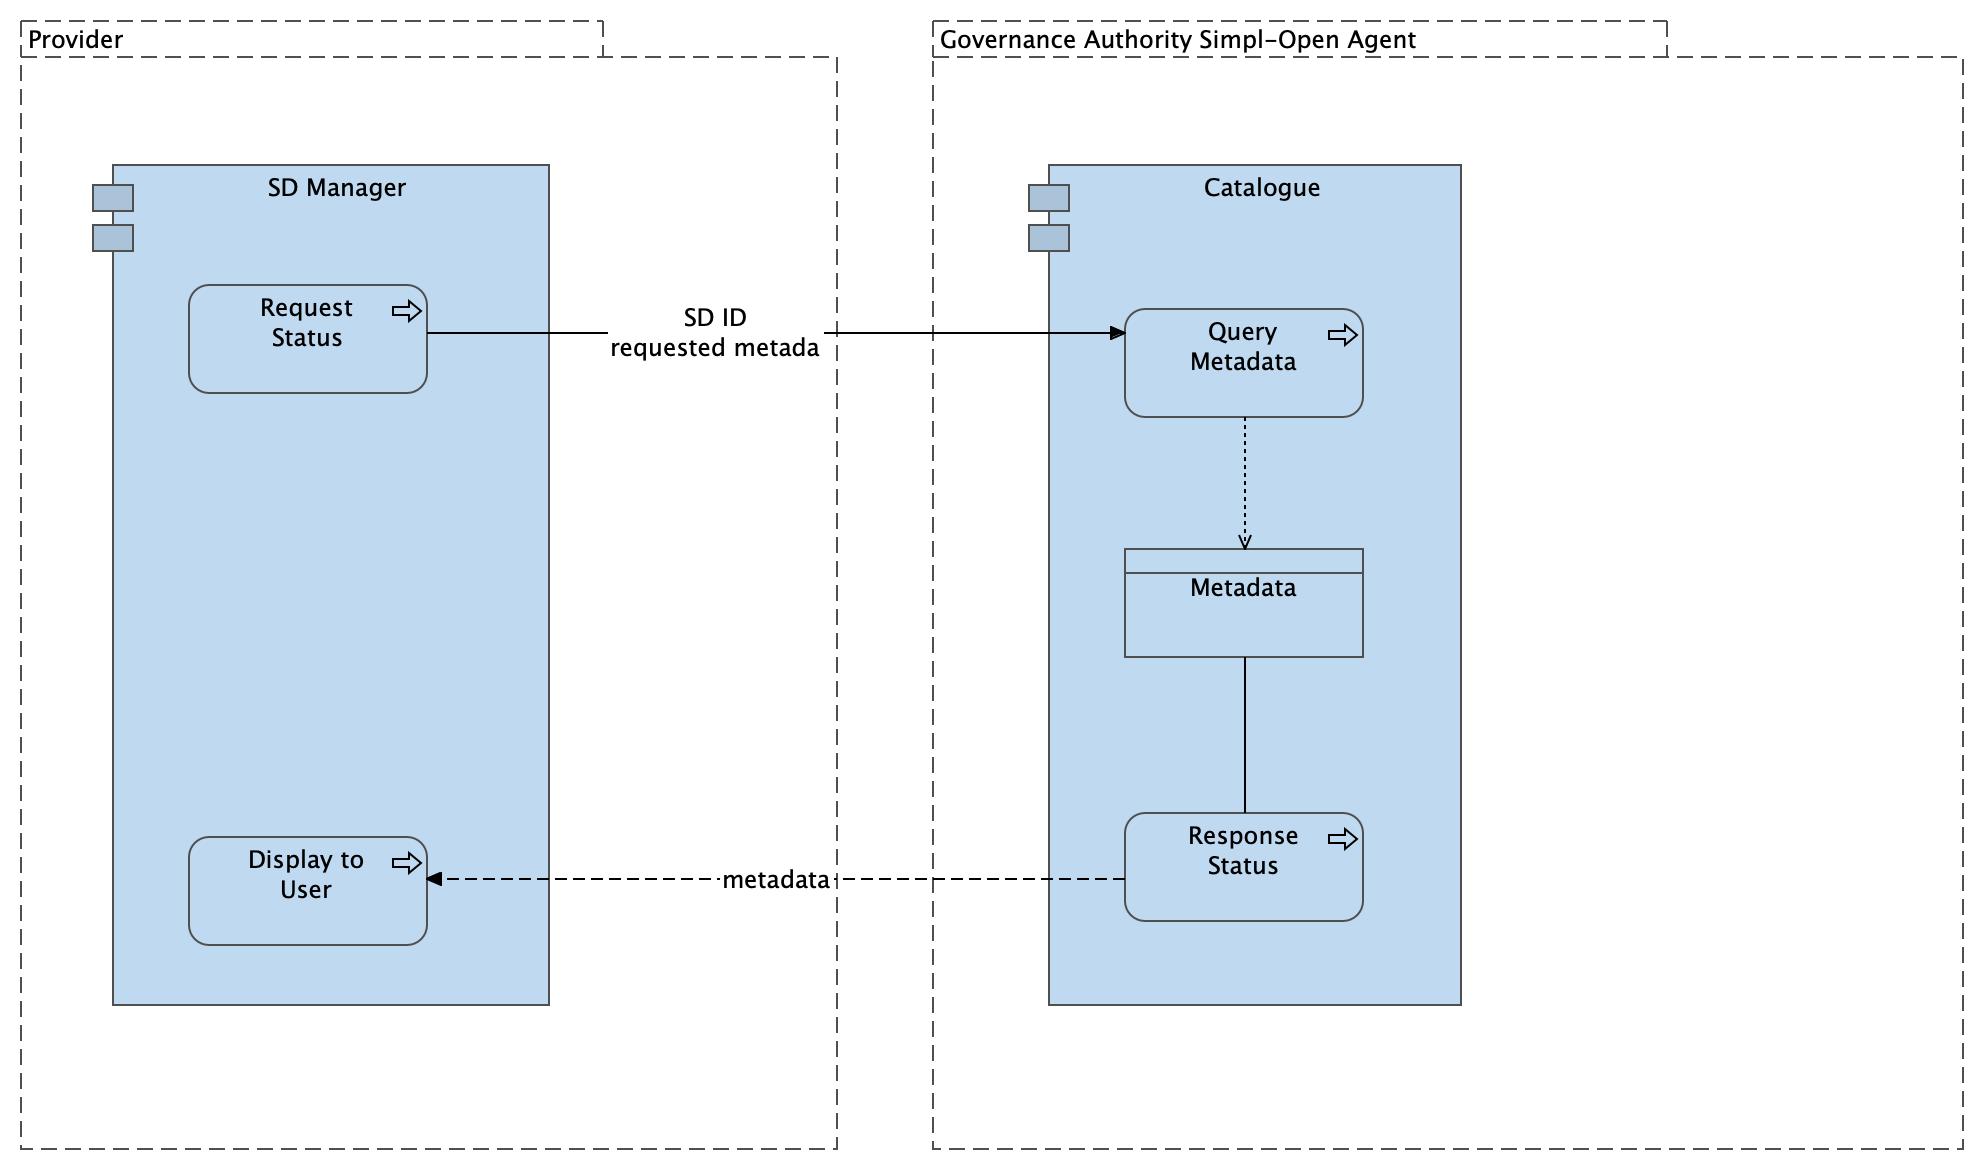 Provider
Governance Authority Simpl-Open Agent
SD Manager
Catalogue
Request
Status
SD ID
requested metada
Query
Metadata
Metadata
Display to
User
metadata
Response
Status